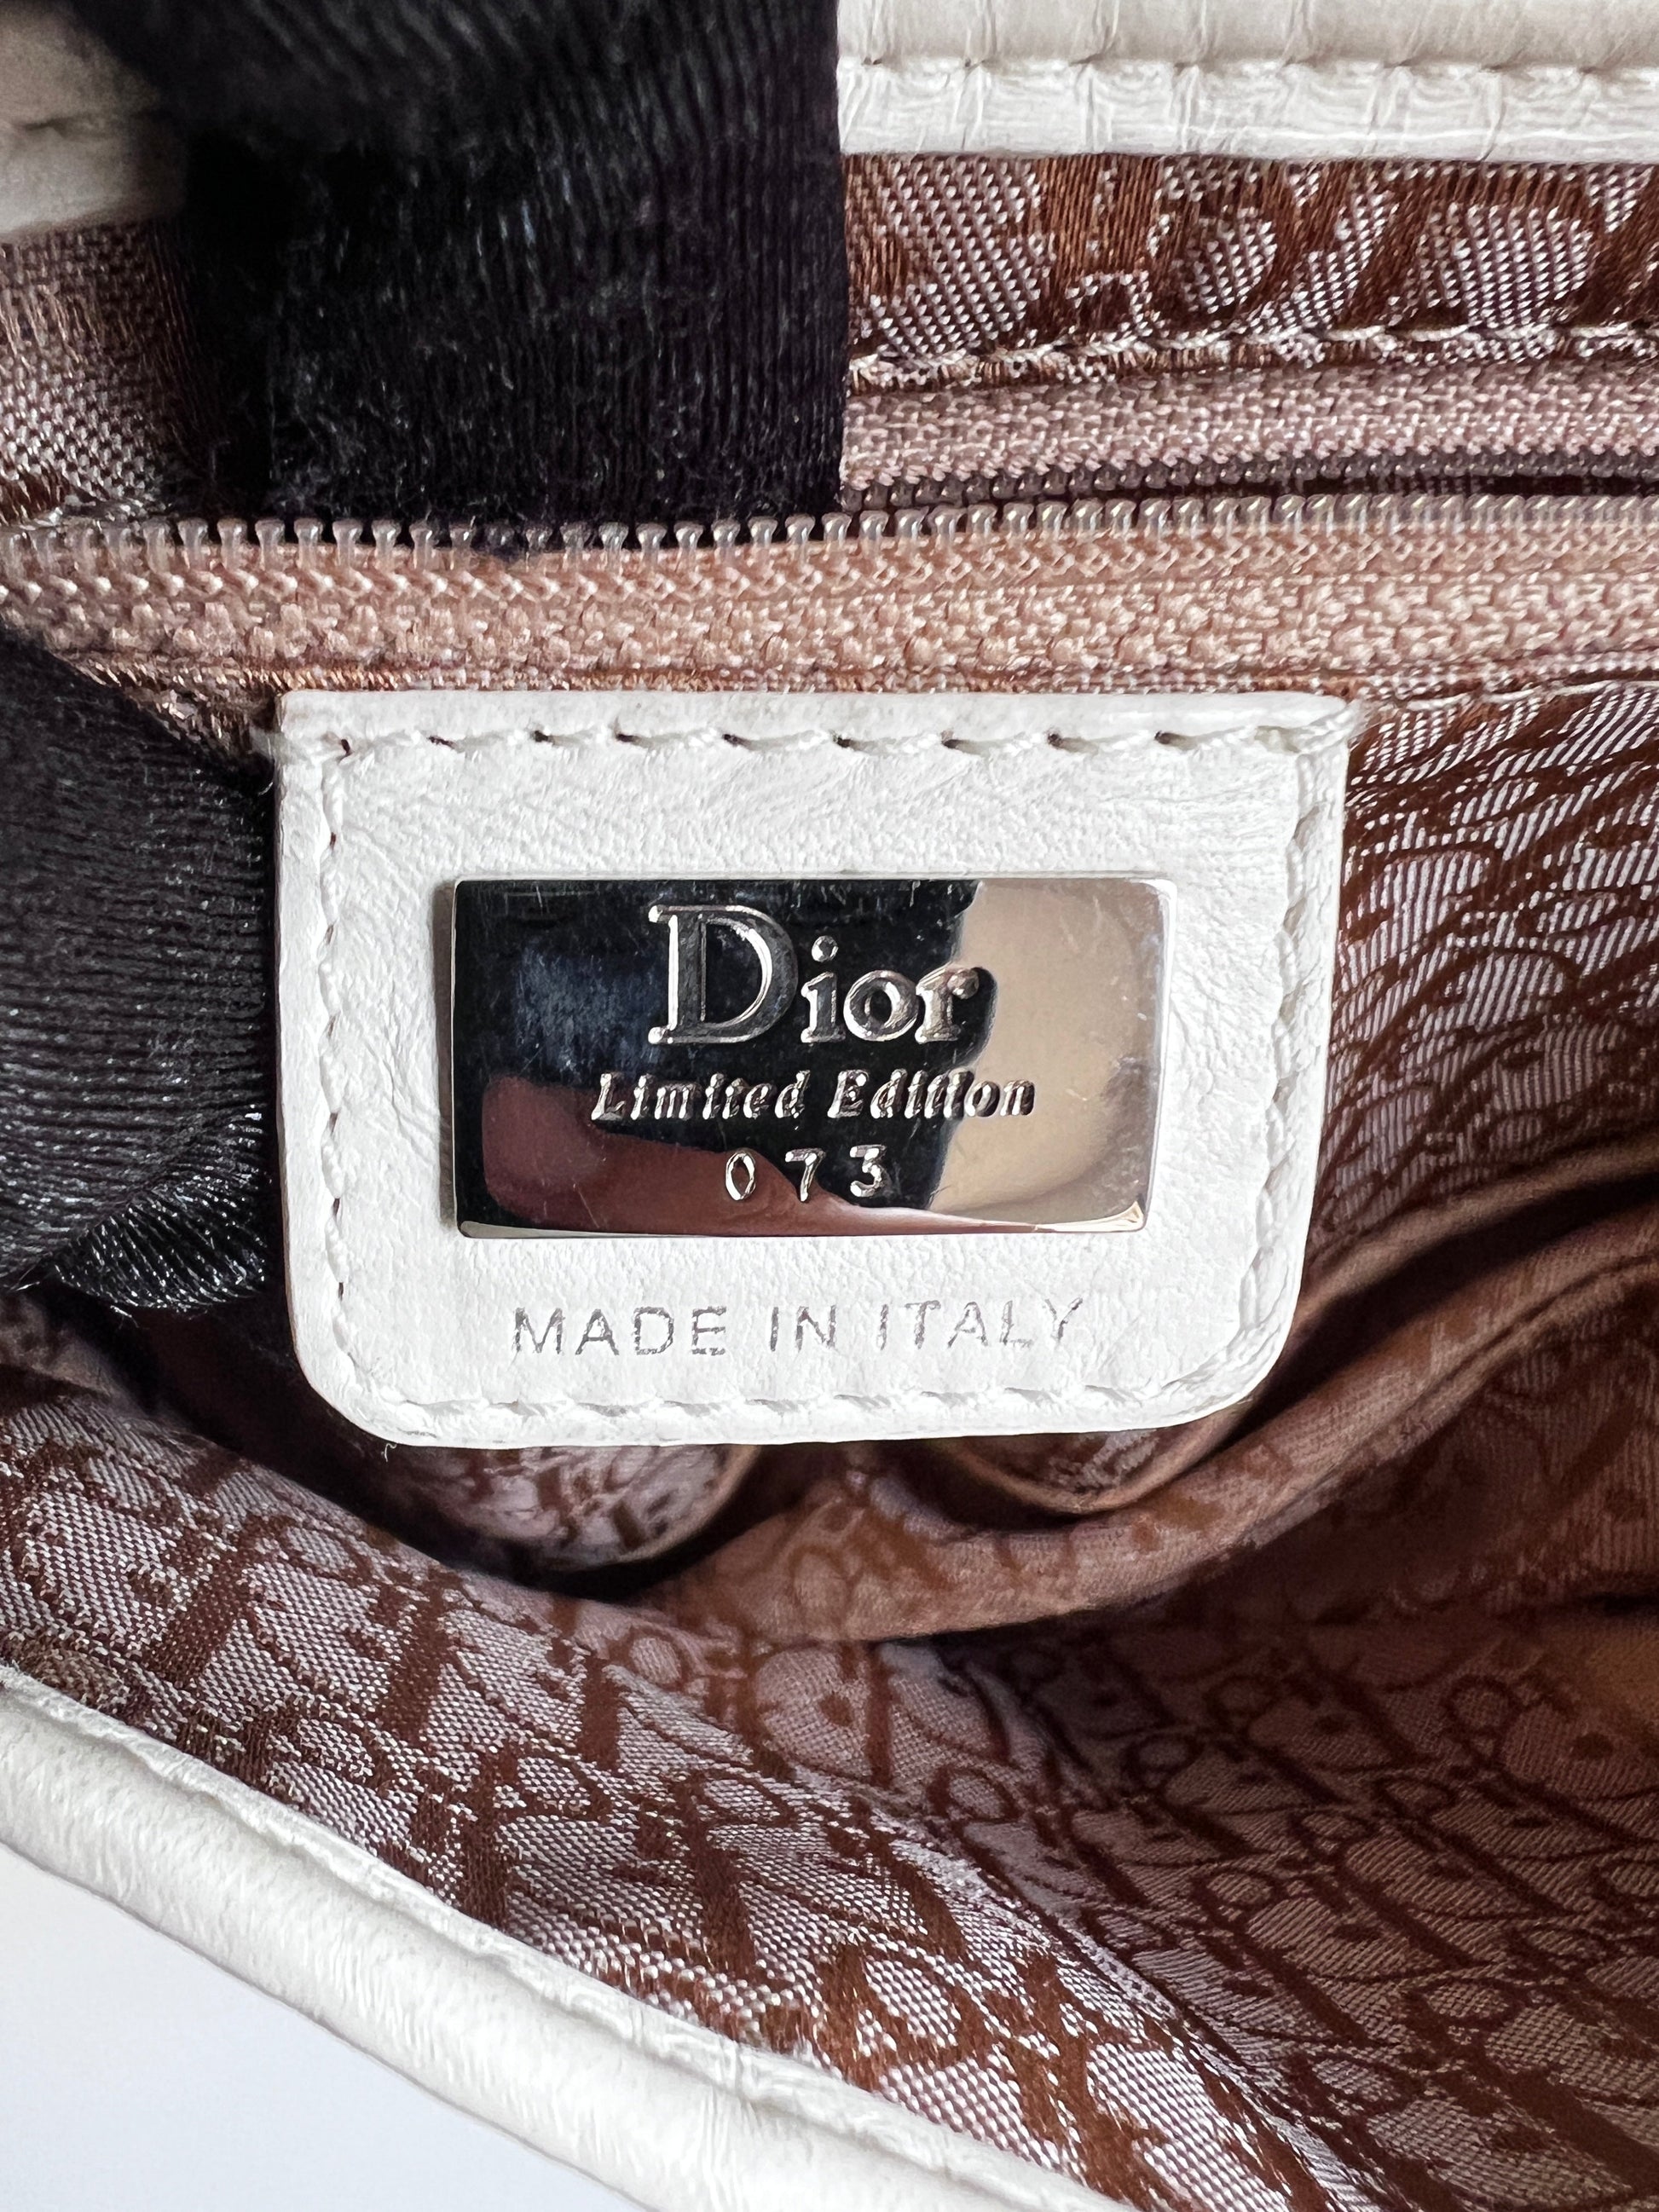 Dior
Limited Edition
073
MADE IN ITALY